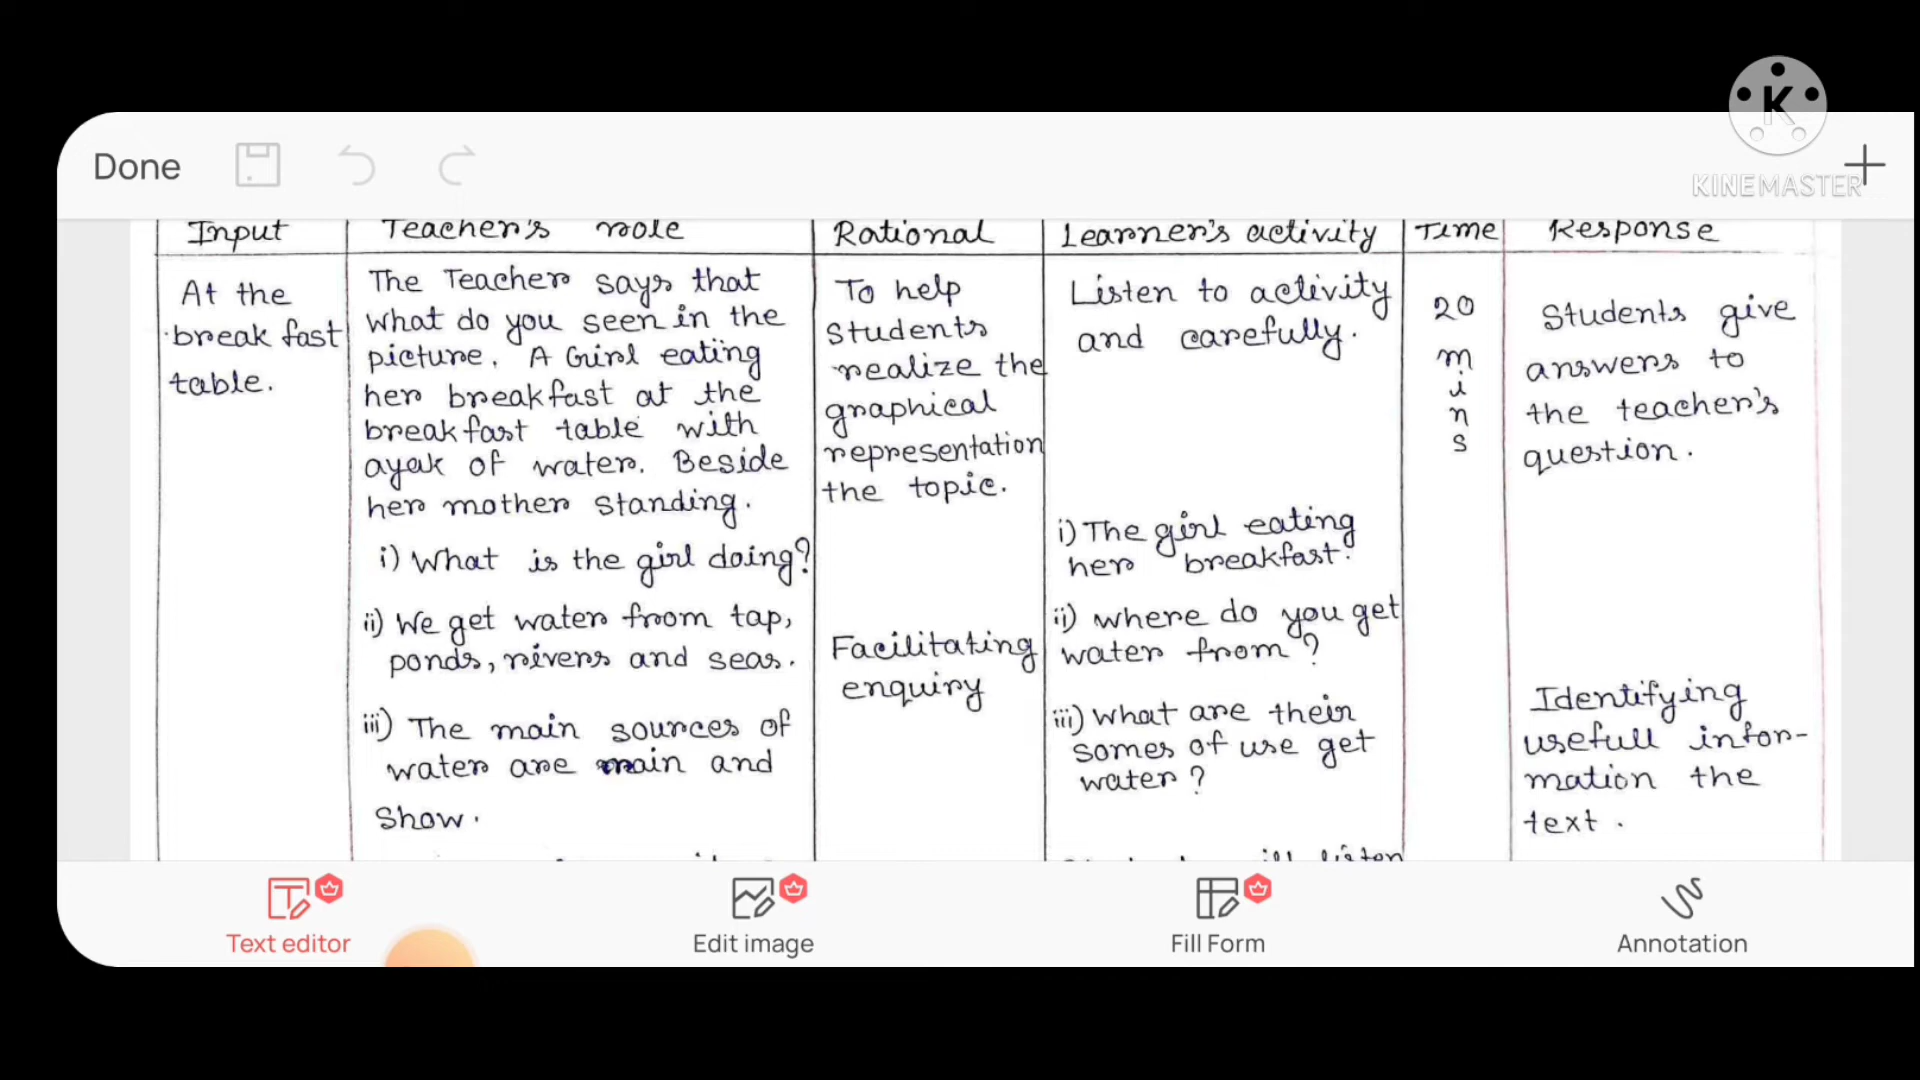 Done
KINEMASTER
Input
Teacher's role
Rational
Learner's activity
Time
Response
At the
break fast
table.
The Teacher says that
what do you seen in the
picture. A Girl eating
her breakfast at the
breakfast table with
ayak of water. Beside
her mother standing.
i) What is the girl doing?
ii) We get water from tap,
ponds, rivers and seas.
iii) The main sources of
water are main and
show.
To help
students
realize the
graphical
representation
the topic.
Facilitating
enquiry
Listen to activity
and carefully.
i) The girl eating
her breakfast.
ii) where do you get
water from?
iii) What are their
somes of use get
water?
20
m
i
n
s
Students give
answers to
the teacher's
question.
Identifying
usefull infor-
mation the
text.
Text editor
Edit image
Fill Form
Annotation